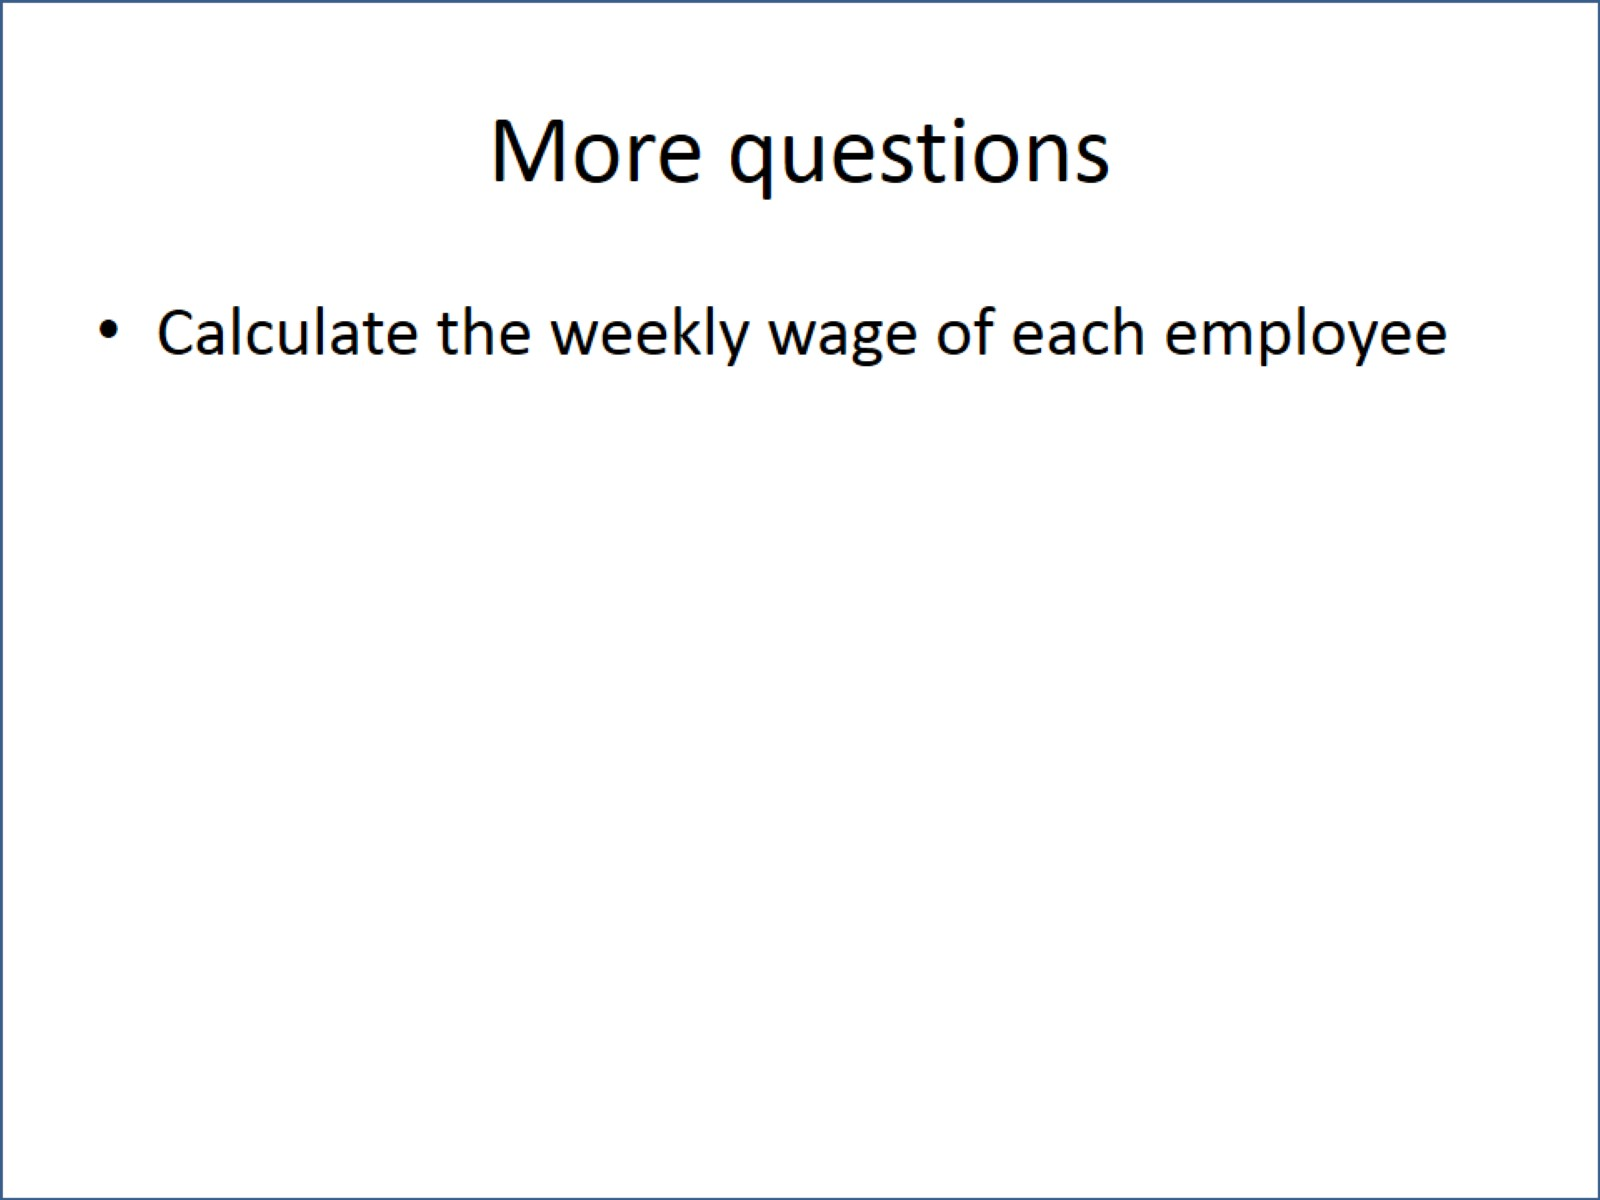 More questions
• Calculate the weekly wage of each employee